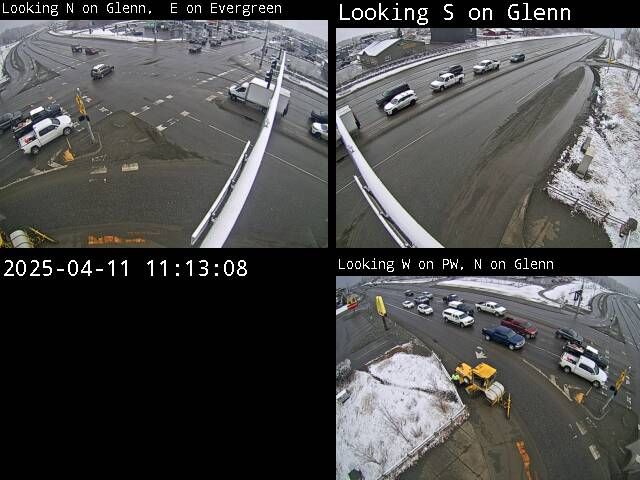 Looking N on Glenn,  E on Evergreen
Looking S on Glenn
2025-04-11 11:13:08
Looking W on PW, N on Glenn